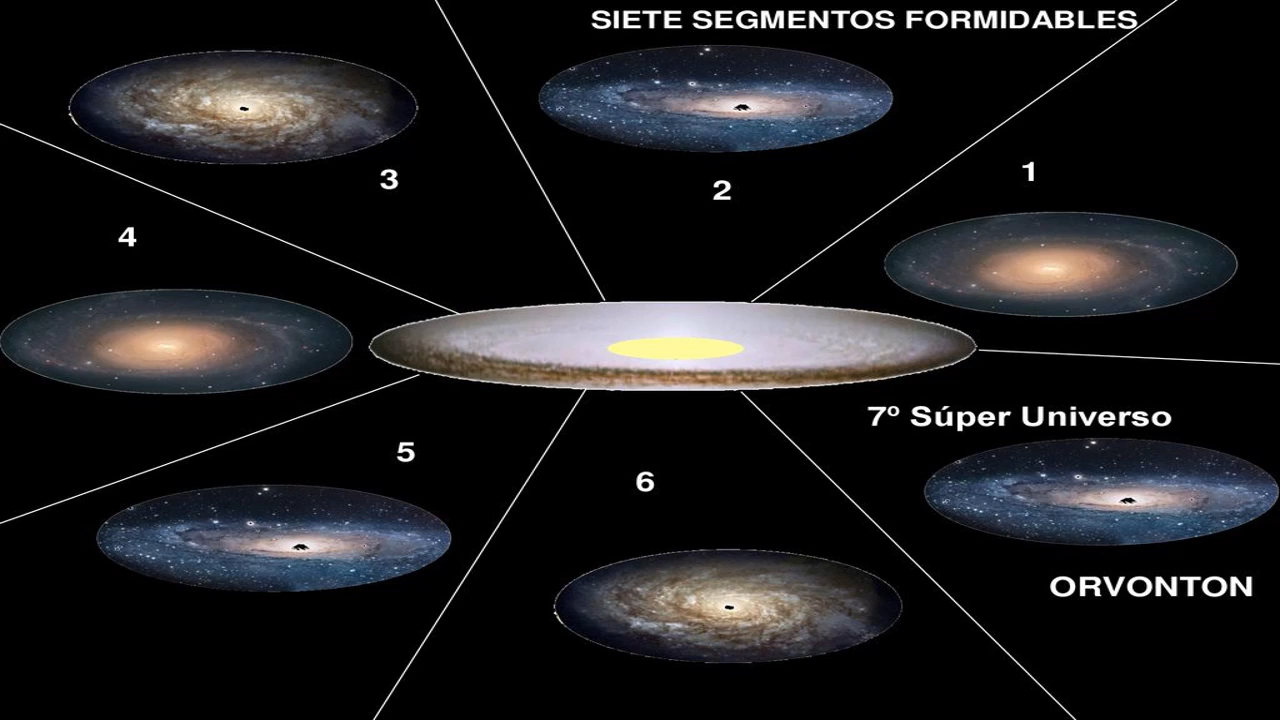 SIETE SEGMENTOS FORMIDABLES
3
2
1
4
7º Súper Universo
5
6
ORVONTON